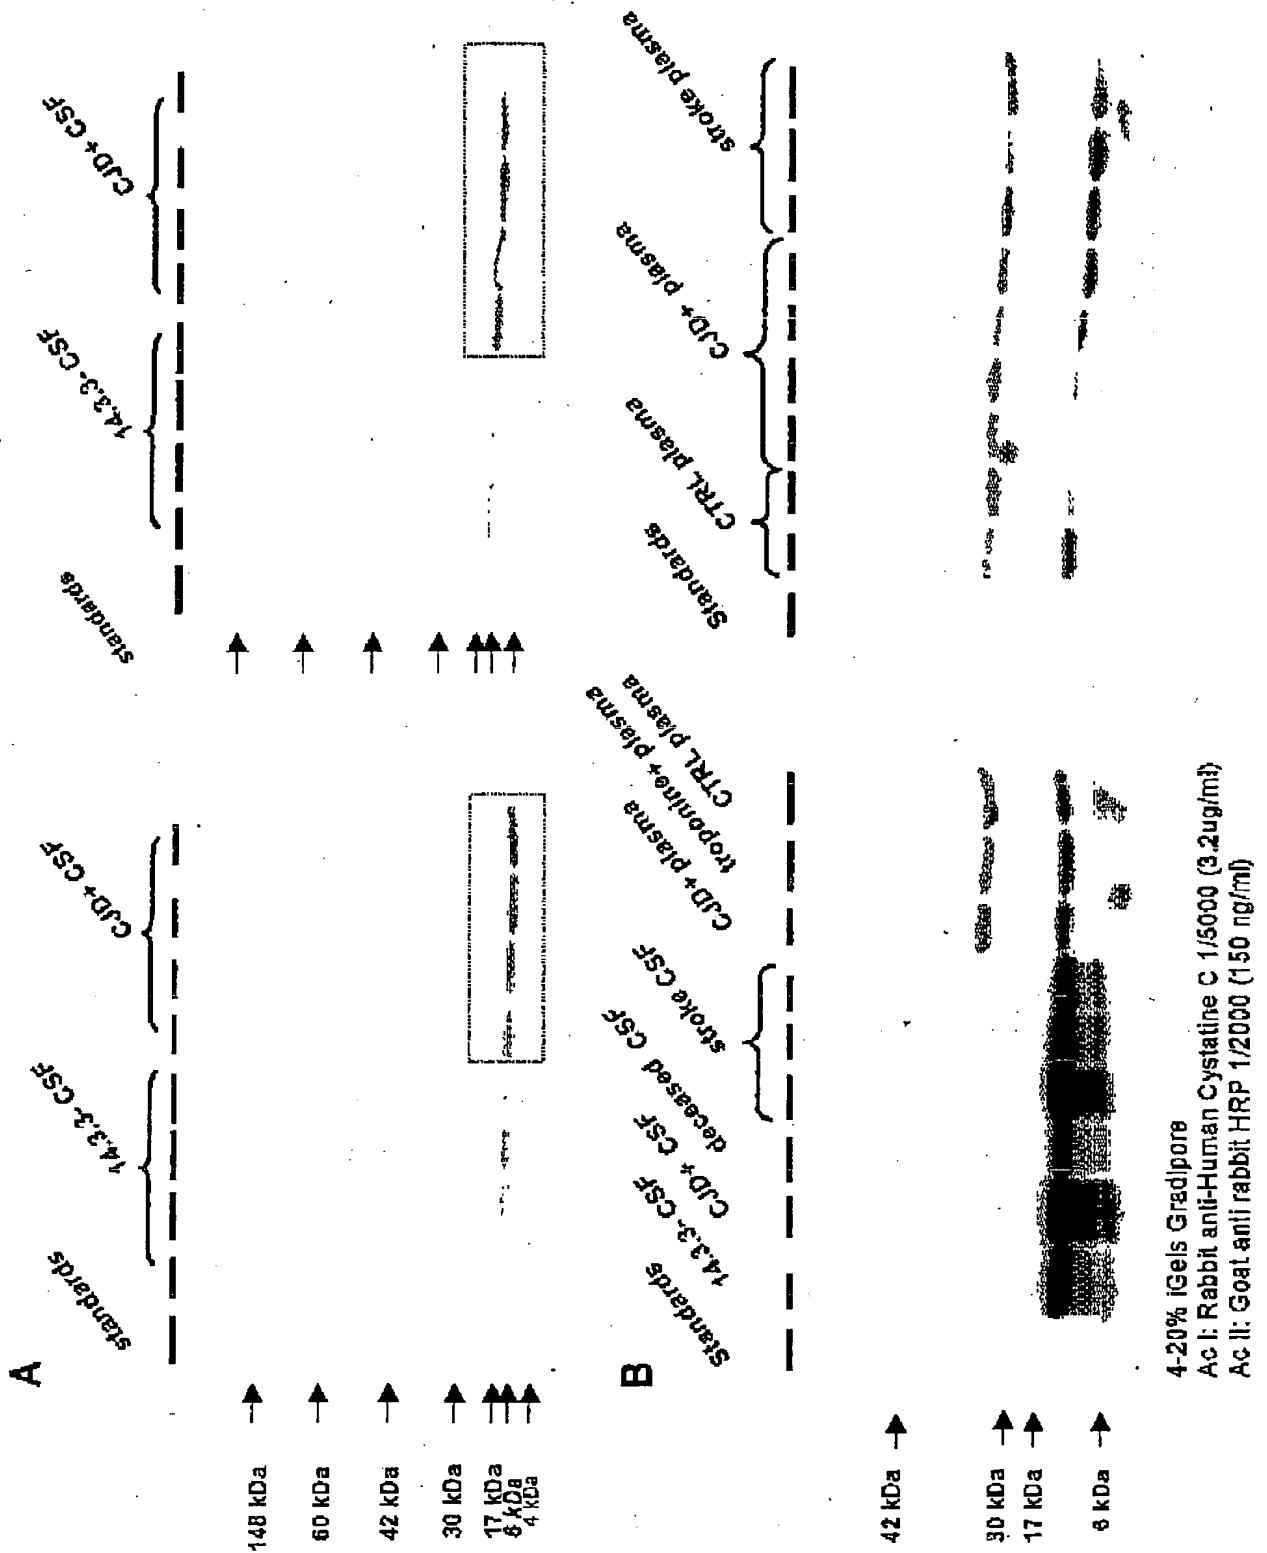 A
standards
14.3.3- CSF
CJD+ CSF
standards
14.3.3- CSF
CJD+ CSF
148 kDa
60 kDa
42 kDa
30 kDa
17 kDa
6 kDa
4 kDa
B
Standards
14.3.3- CSF
CJD+ CSF
deceased CSF
stroke CSF
CJD+ plasma
troponine+ plasma
CTRL plasma
Standards
CTRL plasma
CJD+ plasma
stroke plasma
42 kDa
30 kDa
17 kDa
6 kDa
4-20% iGels Gradipore
Ac I: Rabbit anti-Human Cystatine C 1/5000 (3.2ug/ml)
Ac II: Goat anti rabbit HRP 1/2000 (150 ng/ml)